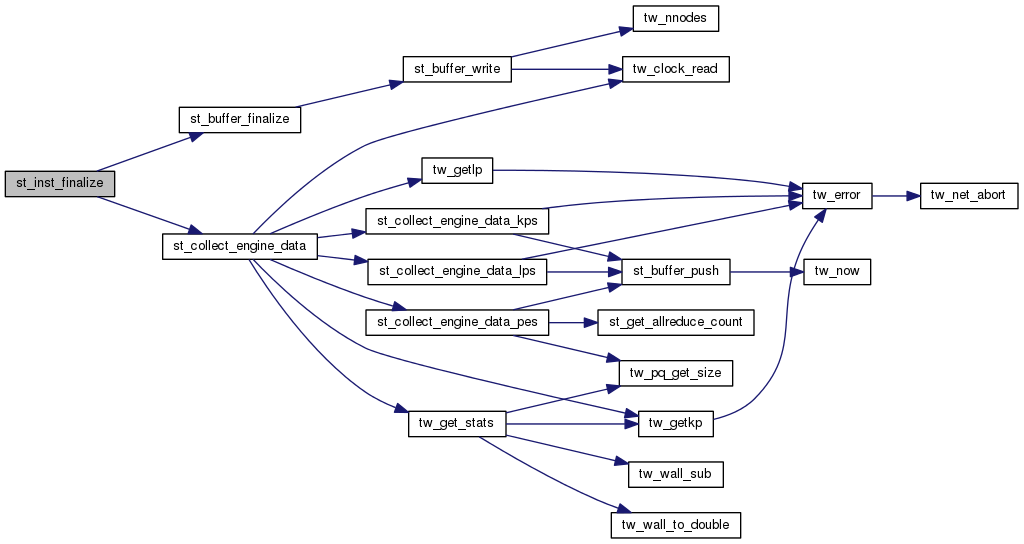 tw_nnodes
st_buffer_write
tw_clock_read
st_buffer_finalize
st_inst_finalize
tw_getlp
tw_error
tw_net_abort
st_collect_engine_data_kps
st_collect_engine_data
st_collect_engine_data_lps
st_buffer_push
tw_now
st_collect_engine_data_pes
st_get_allreduce_count
tw_pq_get_size
tw_get_stats
tw_getkp
tw_wall_sub
tw_wall_to_double